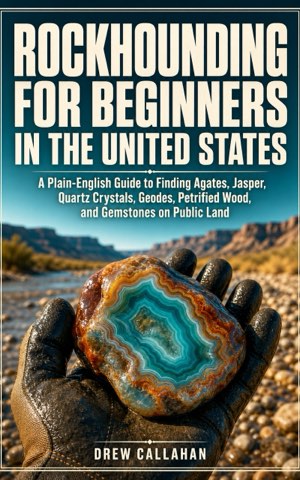 ROCKHOUNDING
FOR BEGINNERS
IN THE UNITED STATES
A Plain-English Guide to Finding Agates, Jasper,
Quartz Crystals, Geodes, Petrified Wood,
and Gemstones on Public Land
DREW CALLAHAN